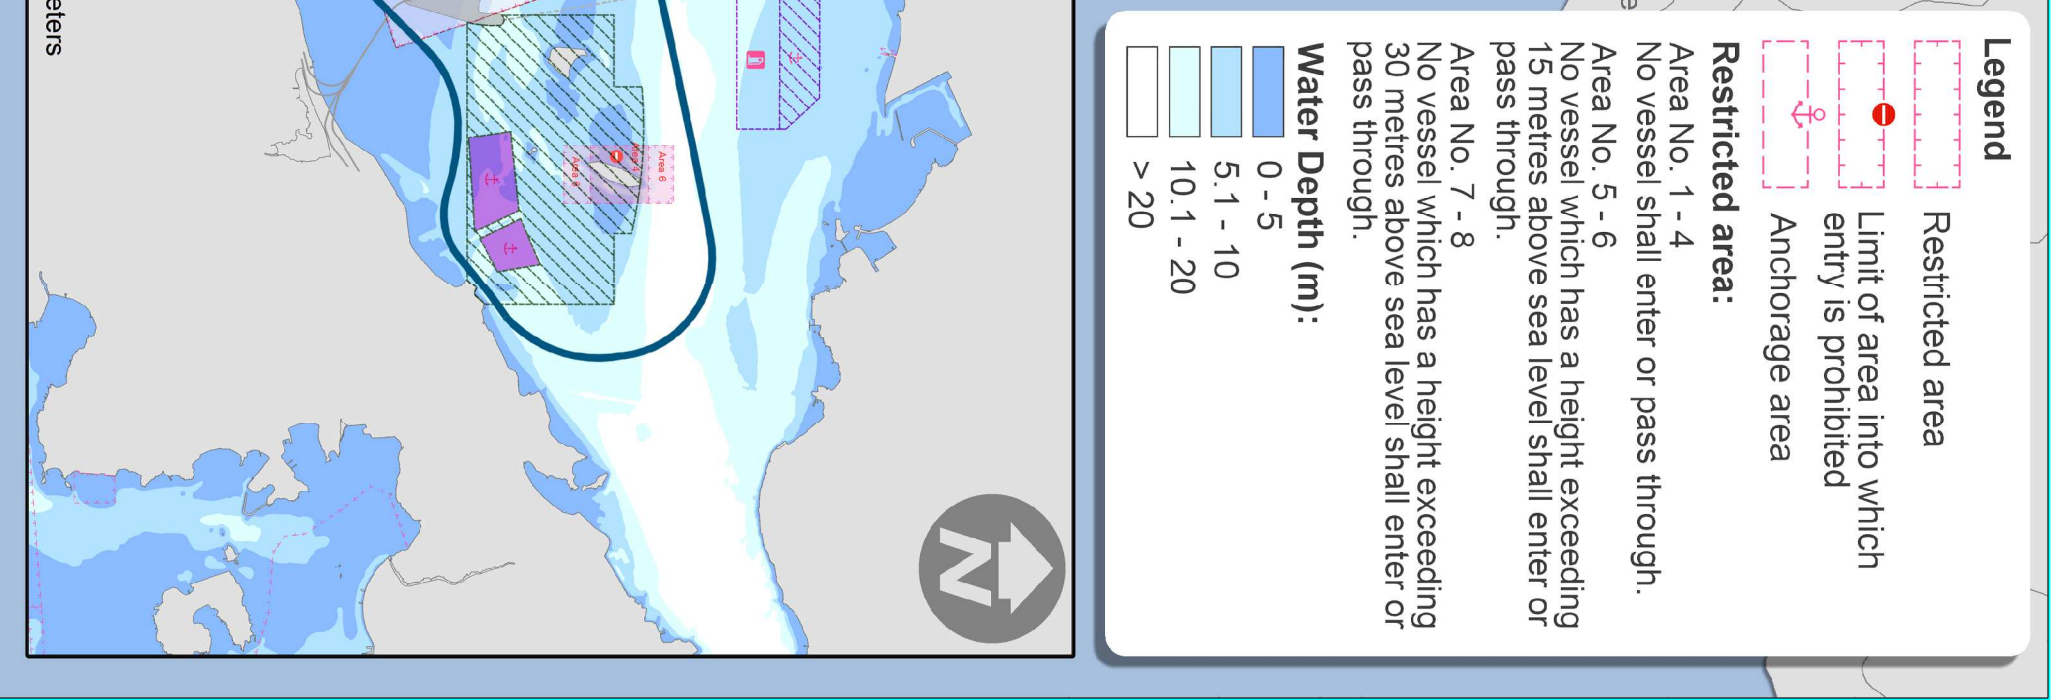 Legend
Restricted area
Limit of area into which
entry is prohibited
Anchorage area
Restricted area:
Area No. 1 - 4
No vessel shall enter or pass through.
Area No. 5 - 6
No vessel which has a height exceeding
15 metres above sea level shall enter or
pass through.
Area No. 7 - 8
No vessel which has a height exceeding
30 metres above sea level shall enter or
pass through.
Water Depth (m):
0 - 5
5.1 - 10
10.1 - 20
> 20
N
Area 6
eters